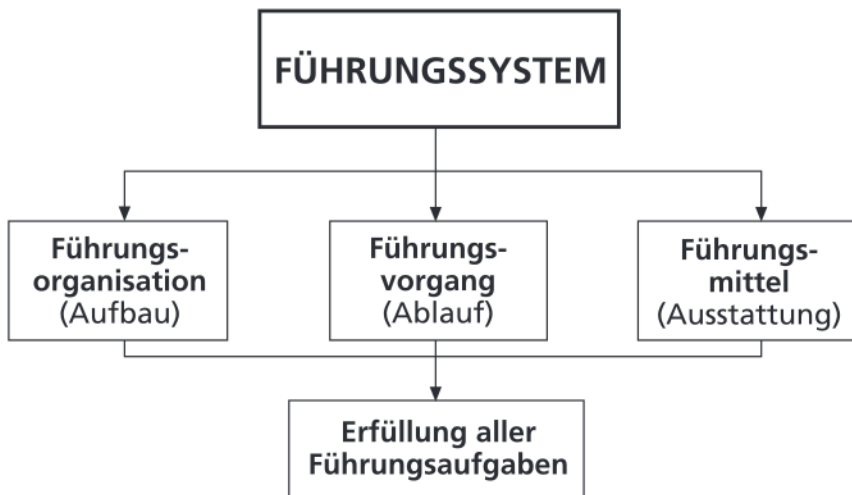 FÜHRUNGSSYSTEM
Führungs-
organisation
(Aufbau)
Führungs-
vorgang
(Ablauf)
Führungs-
mittel
(Ausstattung)
Erfüllung aller
Führungsaufgaben